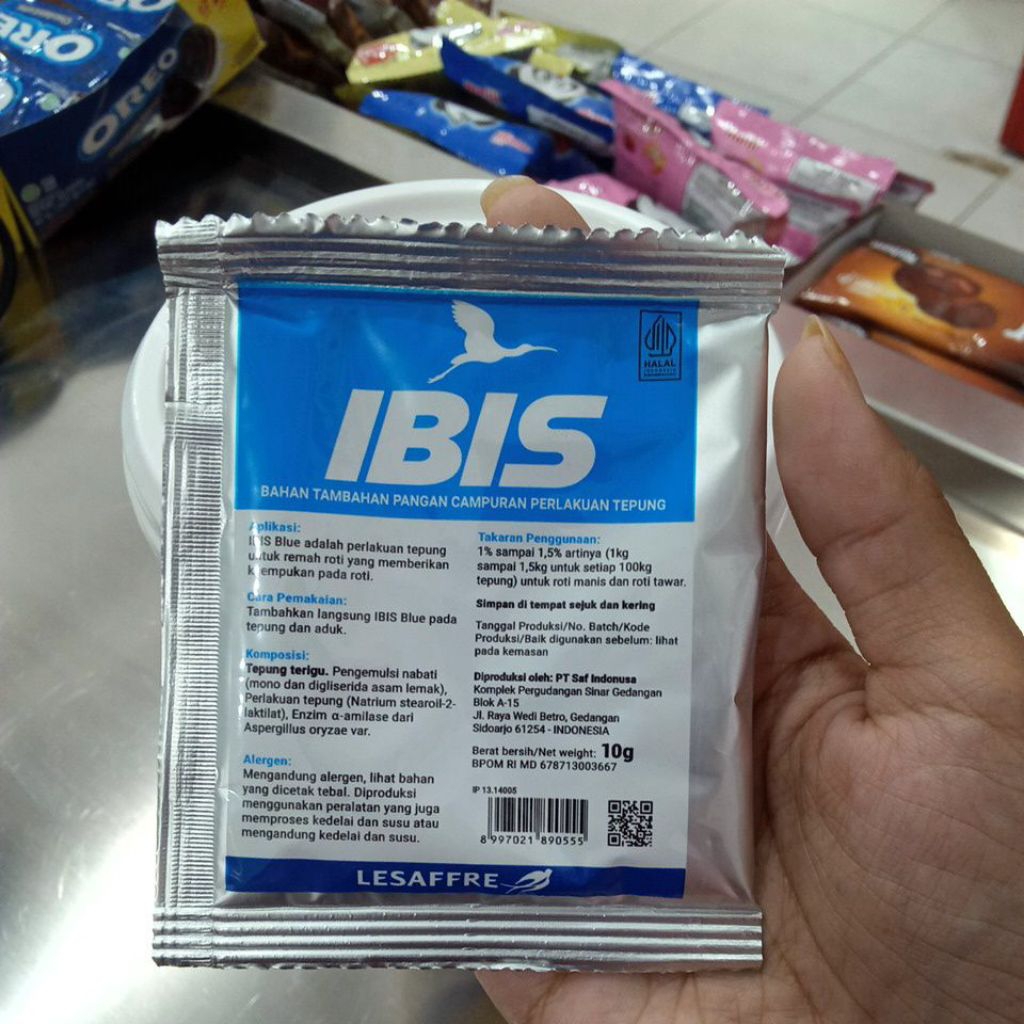 OREO
OREO
HALAL
INDONESIA
IBIS
BAHAN TAMBAHAN PANGAN CAMPURAN PERLAKUAN TEPUNG
Aplikasi:
IBIS Blue adalah perlakuan tepung
untuk remah roti yang memberikan
keempukan pada roti.
Cara Pemakaian:
Tambahkan langsung IBIS Blue pada
tepung dan aduk.
Komposisi:
Tepung terigu. Pengemulsi nabati
(mono dan digliserida asam lemak),
Perlakuan tepung (Natrium stearoil-2-
laktilat), Enzim α-amilase dari
Aspergillus oryzae var.
Alergen:
Mengandung alergen, lihat bahan
yang dicetak tebal. Diproduksi
menggunakan peralatan yang juga
memproses kedelai dan susu atau
mengandung kedelai dan susu.
Takaran Penggunaan:
1% sampai 1,5% artinya (1kg
sampai 1,5kg untuk setiap 100kg
tepung) untuk roti manis dan roti tawar.
Simpan di tempat sejuk dan kering
Tanggal Produksi/No. Batch/Kode
Produksi/Baik digunakan sebelum: lihat
pada kemasan
Diproduksi oleh: PT Saf Indonusa
Komplek Pergudangan Sinar Gedangan
Blok A-15
Jl. Raya Wedi Betro, Gedangan
Sidoarjo 61254 - INDONESIA
Berat bersih/Net weight: 10g
BPOM RI MD 678713003667
IP 13.14005
8 997021 890555
LESAFFRE